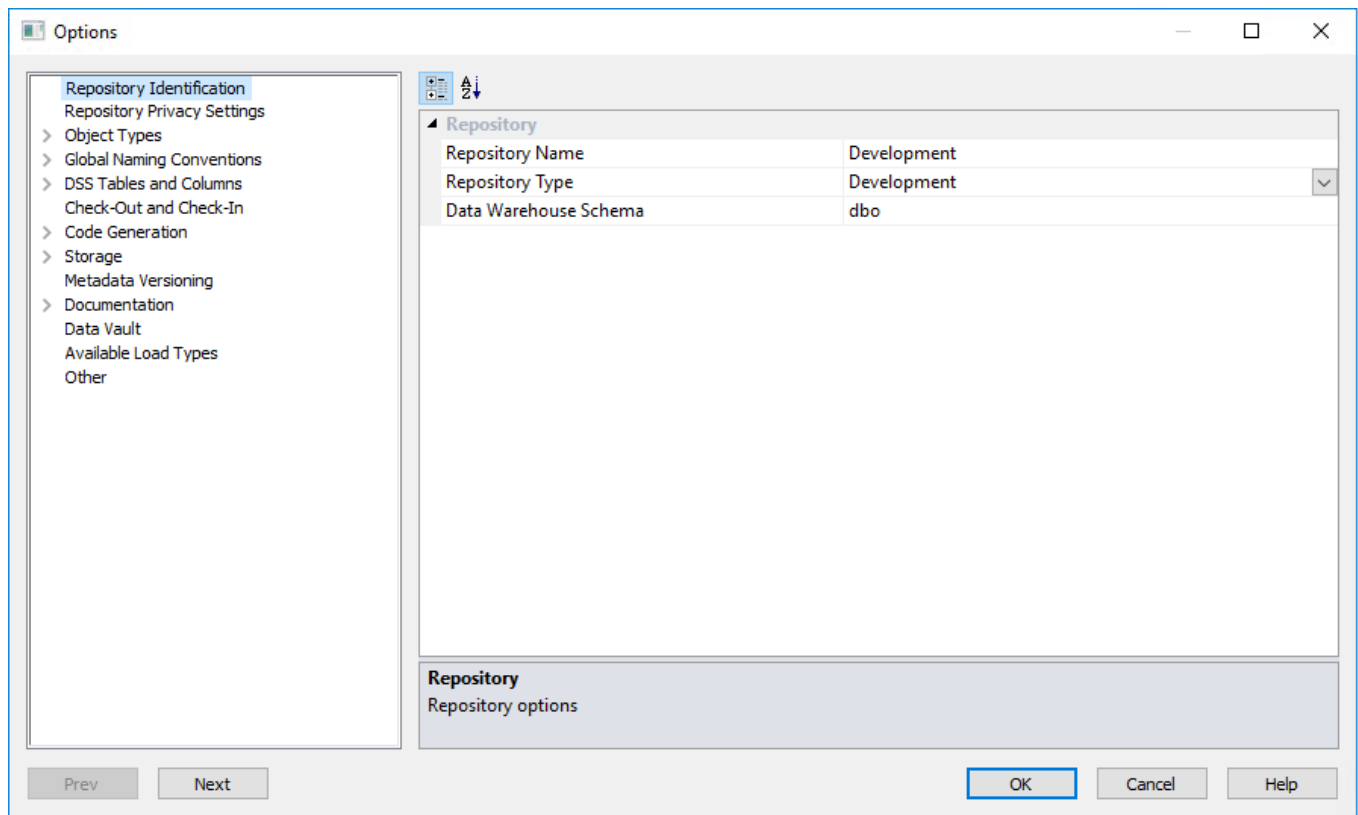 Options
Repository Identification
Repository Privacy Settings
Object Types
Global Naming Conventions
DSS Tables and Columns
Check-Out and Check-In
Code Generation
Storage
Metadata Versioning
Documentation
Data Vault
Available Load Types
Other
Repository
Repository Name Development
Repository Type Development
Data Warehouse Schema dbo
Repository
Repository options
Prev Next OK Cancel Help